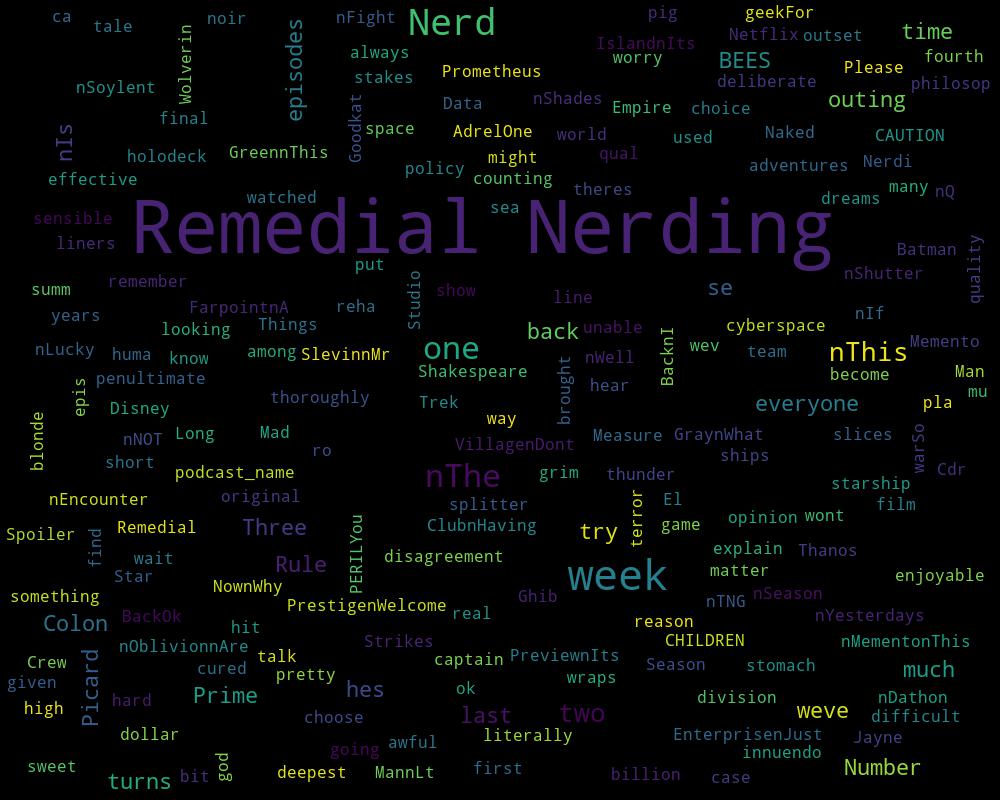 ca tale noir nFight Nerd pig geekFor
Wolverin episodes always IslandnIts Netflix outset time
worry BEES fourth
nSoylent stakes Prometheus deliberate Please philosop
final Goodkat Data nShades Empire choice outing
nIs space AdrelOne world used Naked CAUTION
holodeck GreennThis might qual
effective policy counting adventures Nerdi
watched theres dreams many nQ
sensible sea
liners Remedial Nerding Batman quality
put
summ remember Studio show line se nShutter
years FarpointnA reha nIf
looking Things back unable cyberspace
nLucky huma know among SlevinnMr one nWell BacknI wev team nThis Memento
penultimate Shakespeare hear become Man
epis Disney thoroughly Trek brought everyone pla mu
blonde nNOT Long Mad way Measure GraynWhat slices warSo
short ro VillagenDont ships Cdr
podcast_name nThe grim thunder starship
nEncounter original splitter El film
Spoiler find Remedial Three PERILYou ClubnHaving try terror game opinion wont
wait Rule disagreement explain Thanos
Star week matter enjoyable
something NownWhy Ghib nTNG nSeason
Colon BackOk PrestigenWelcome real reason nYesterdays
hit Strikes CHILDREN nMementonThis
nOblivionnAre
Crew Picard cured talk captain PreviewnIts Season stomach much
given pretty wraps
high hard Prime hes ok division weve nDathon
choose last two difficult
dollar literally EnterprisenJust Jayne
going awful innuendo
sweet turns bit god deepest MannLt first billion case Number